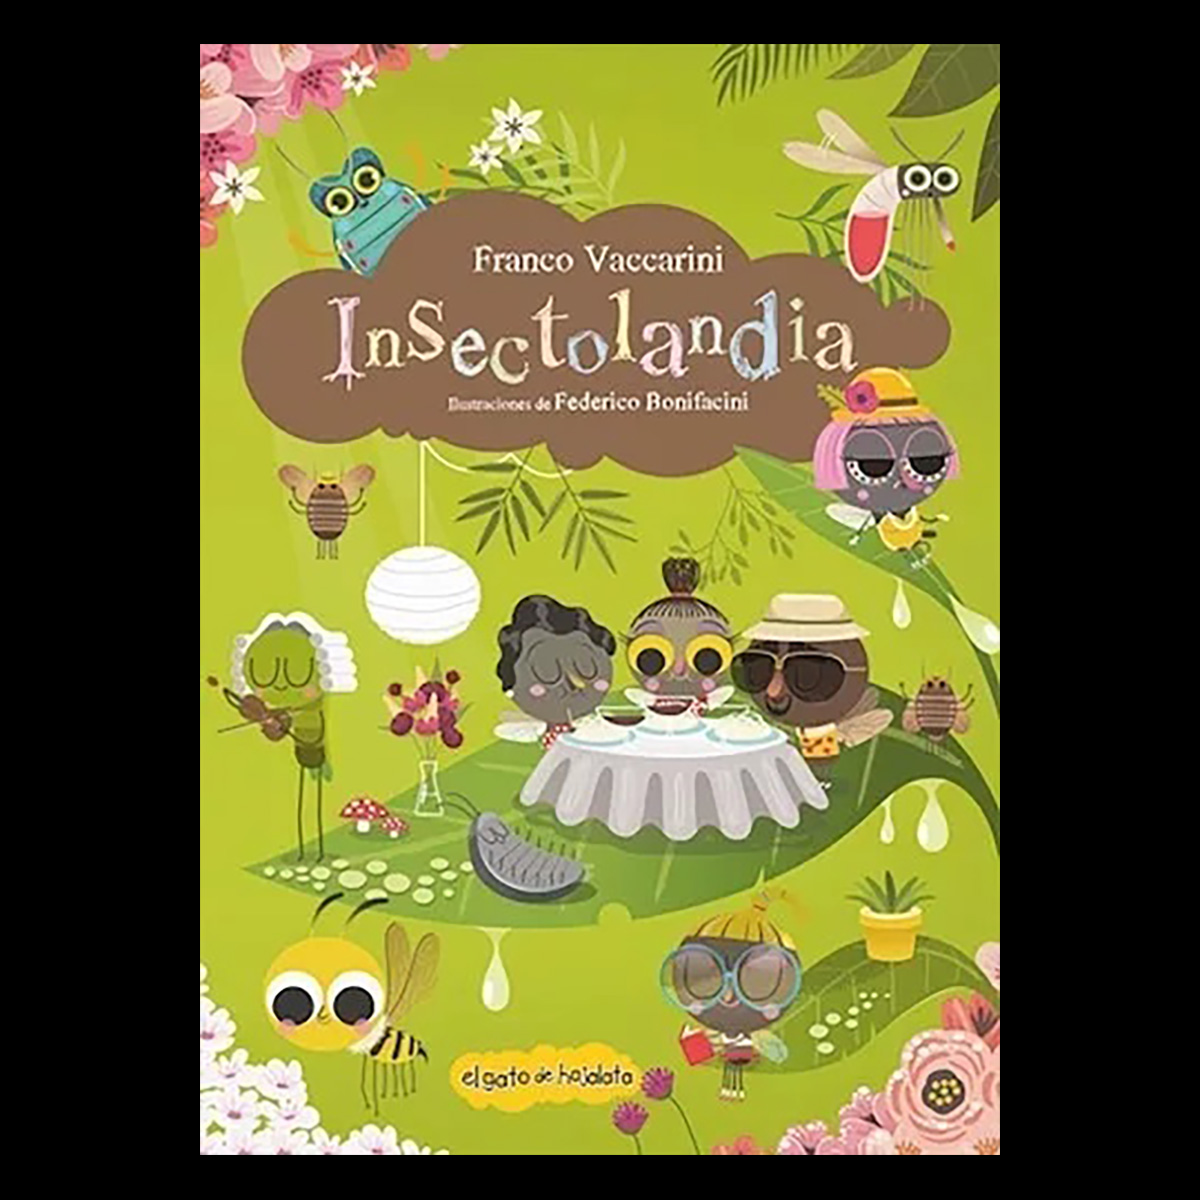 Franco Vaccarini
Insectolandia
Ilustraciones de Federico Bonifacini
el gato de hojalata